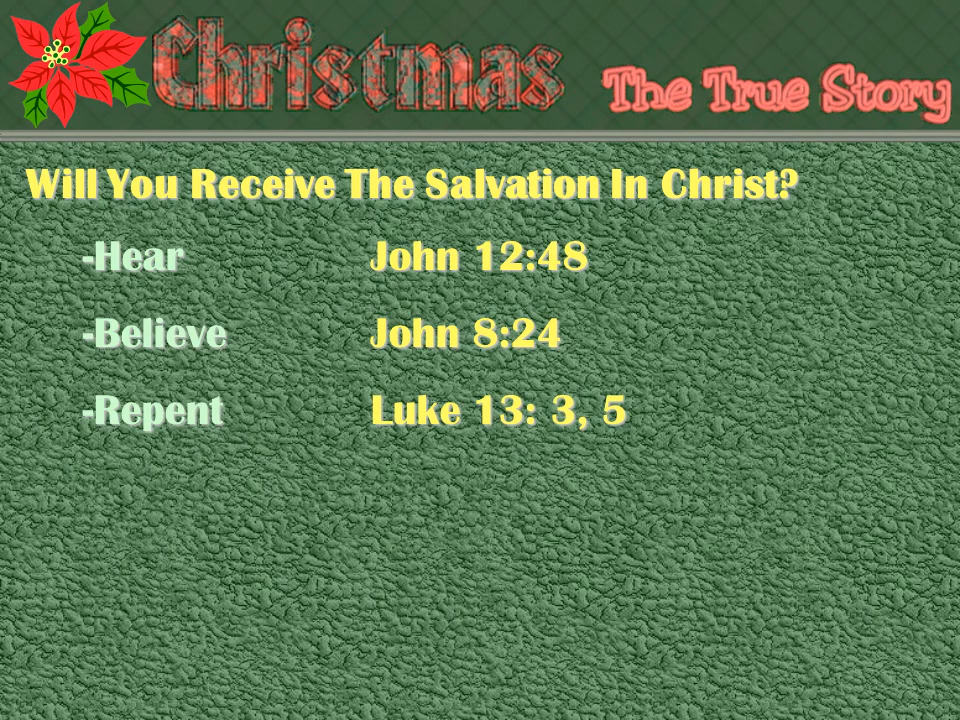 Christmas The True Story
Will You Receive The Salvation In Christ?
-Hear John 12:48
-Believe John 8:24
-Repent Luke 13: 3, 5